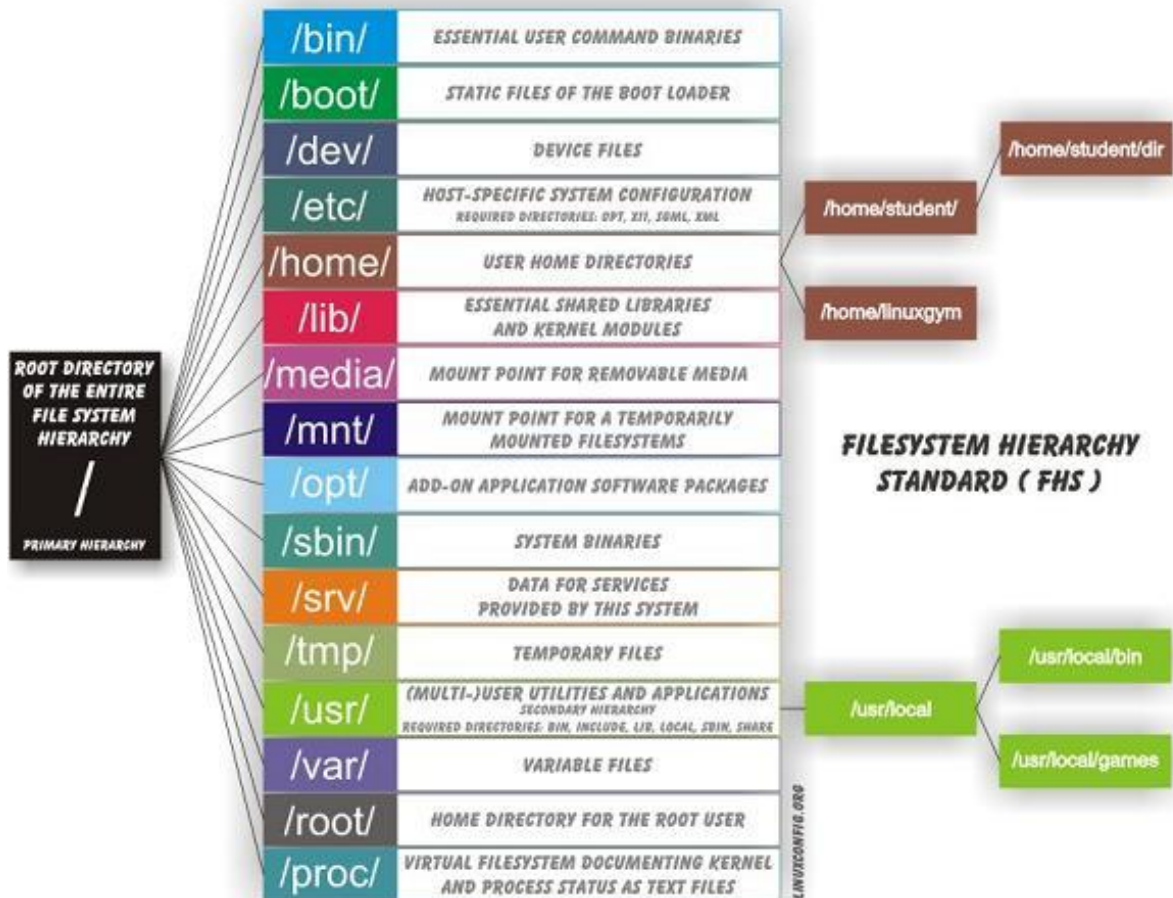 ROOT DIRECTORY
OF THE ENTIRE
FILE SYSTEM
HIERARCHY
/
PRIMARY HIERARCHY
/bin/
ESSENTIAL USER COMMAND BINARIES
/boot/
STATIC FILES OF THE BOOT LOADER
/dev/
DEVICE FILES
/etc/
HOST-SPECIFIC SYSTEM CONFIGURATION
REQUIRED DIRECTORIES: OPT, X11, SGML, XML
/home/
USER HOME DIRECTORIES
/lib/
ESSENTIAL SHARED LIBRARIES
AND KERNEL MODULES
/media/
MOUNT POINT FOR REMOVABLE MEDIA
/mnt/
MOUNT POINT FOR A TEMPORARILY
MOUNTED FILESYSTEMS
/opt/
ADD-ON APPLICATION SOFTWARE PACKAGES
/sbin/
SYSTEM BINARIES
/srv/
DATA FOR SERVICES
PROVIDED BY THIS SYSTEM
/tmp/
TEMPORARY FILES
/usr/
(MULTI-)USER UTILITIES AND APPLICATIONS
SECONDARY HIERARCHY
REQUIRED DIRECTORIES: BIN, INCLUDE, LIB, LOCAL, SBIN, SHARE
/var/
VARIABLE FILES
/root/
HOME DIRECTORY FOR THE ROOT USER
/proc/
VIRTUAL FILESYSTEM DOCUMENTING KERNEL
AND PROCESS STATUS AS TEXT FILES
/home/student/
/home/student/dir
/home/linuxgym
FILESYSTEM HIERARCHY
STANDARD ( FHS )
/usr/local
/usr/local/bin
/usr/local/games
LINUXCONFIG.ORG